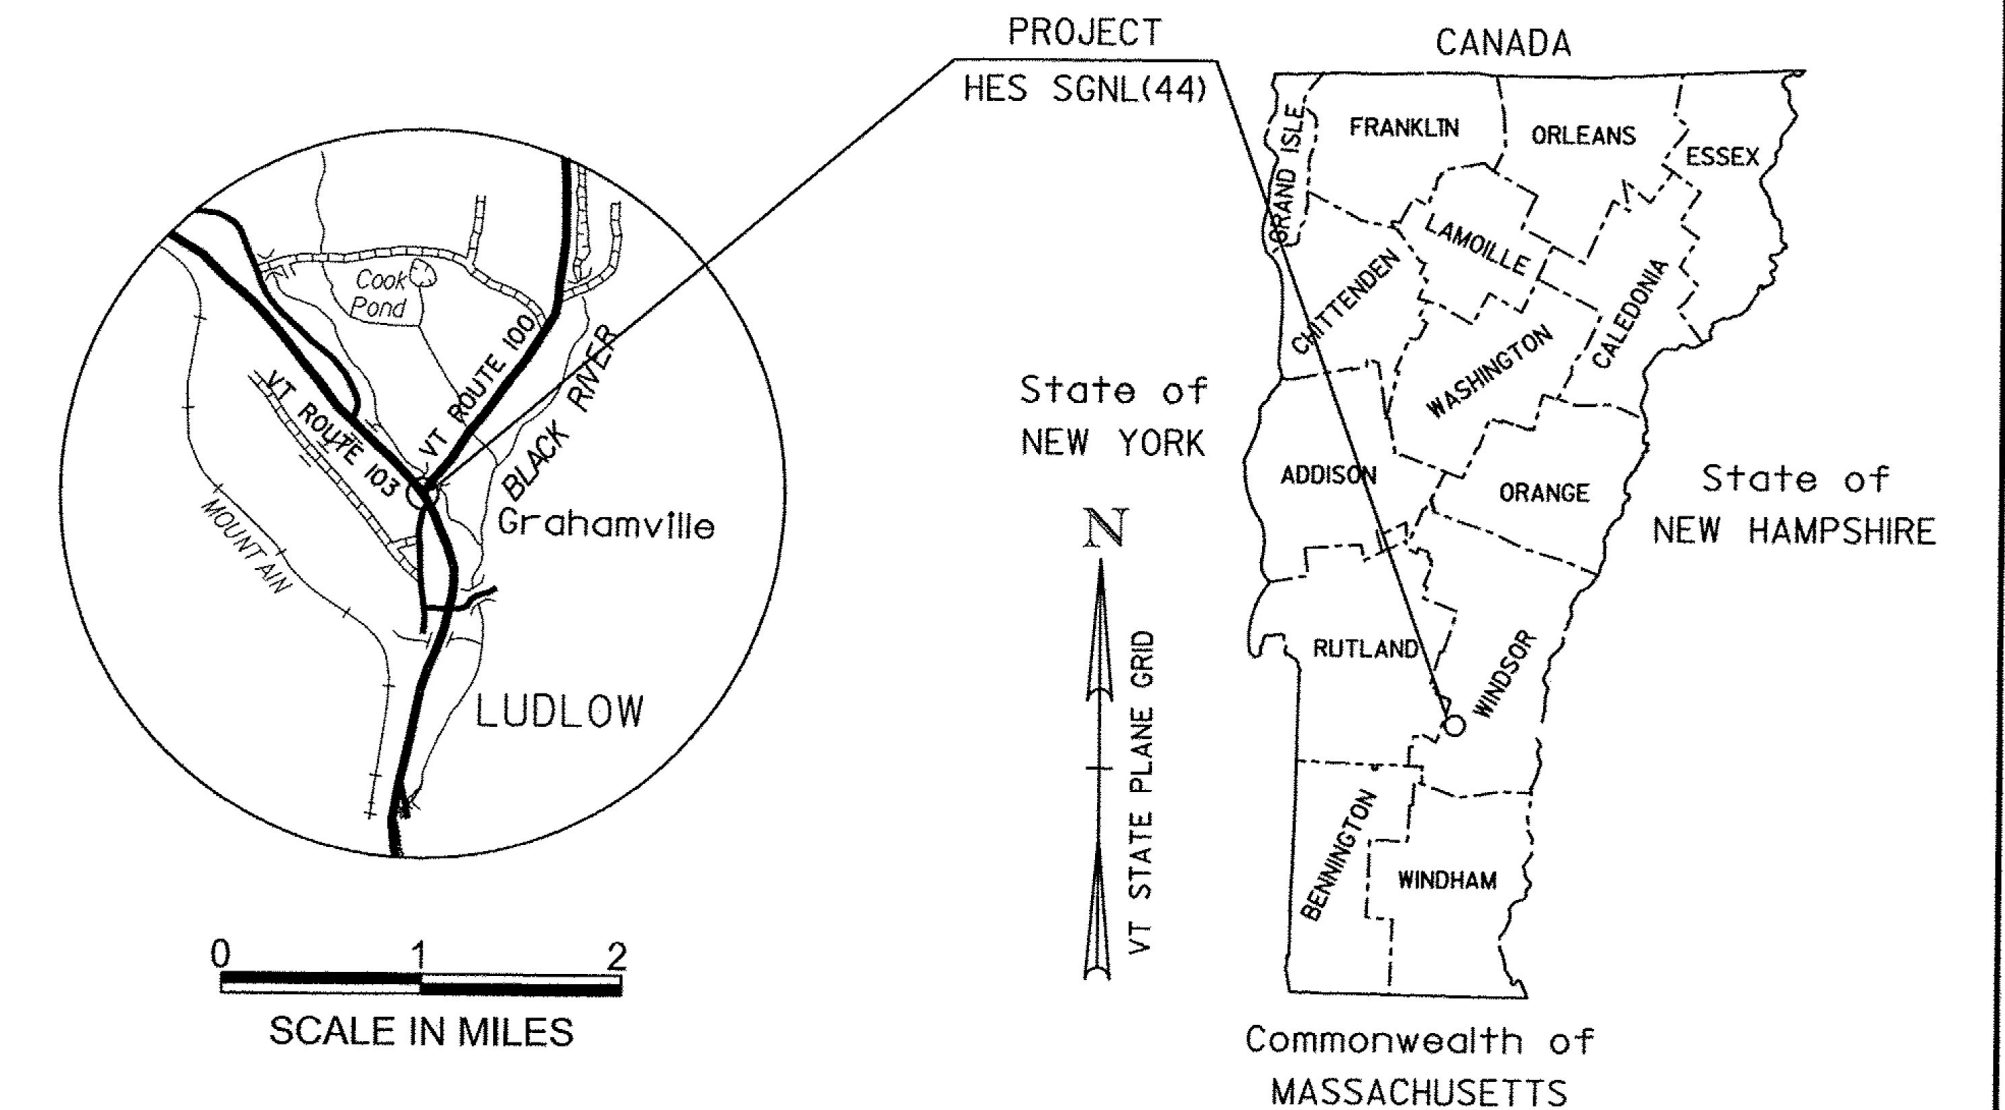 PROJECT
HES SGNL(44)
CANADA
GRAND ISLE
FRANKLIN
ORLEANS
ESSEX
LAMOILLE
CHITTENDEN
CALEDONIA
WASHINGTON
ADDISON
ORANGE
RUTLAND
WINDSOR
BENNINGTON
WINDHAM
State of
NEW YORK
State of
NEW HAMPSHIRE
Commonwealth of
MASSACHUSETTS
N
VT STATE PLANE GRID
Cook
Pond
VT ROUTE 100
VT ROUTE 103
BLACK RIVER
Grahamville
MOUNTAIN
LUDLOW
0 1 2
SCALE IN MILES